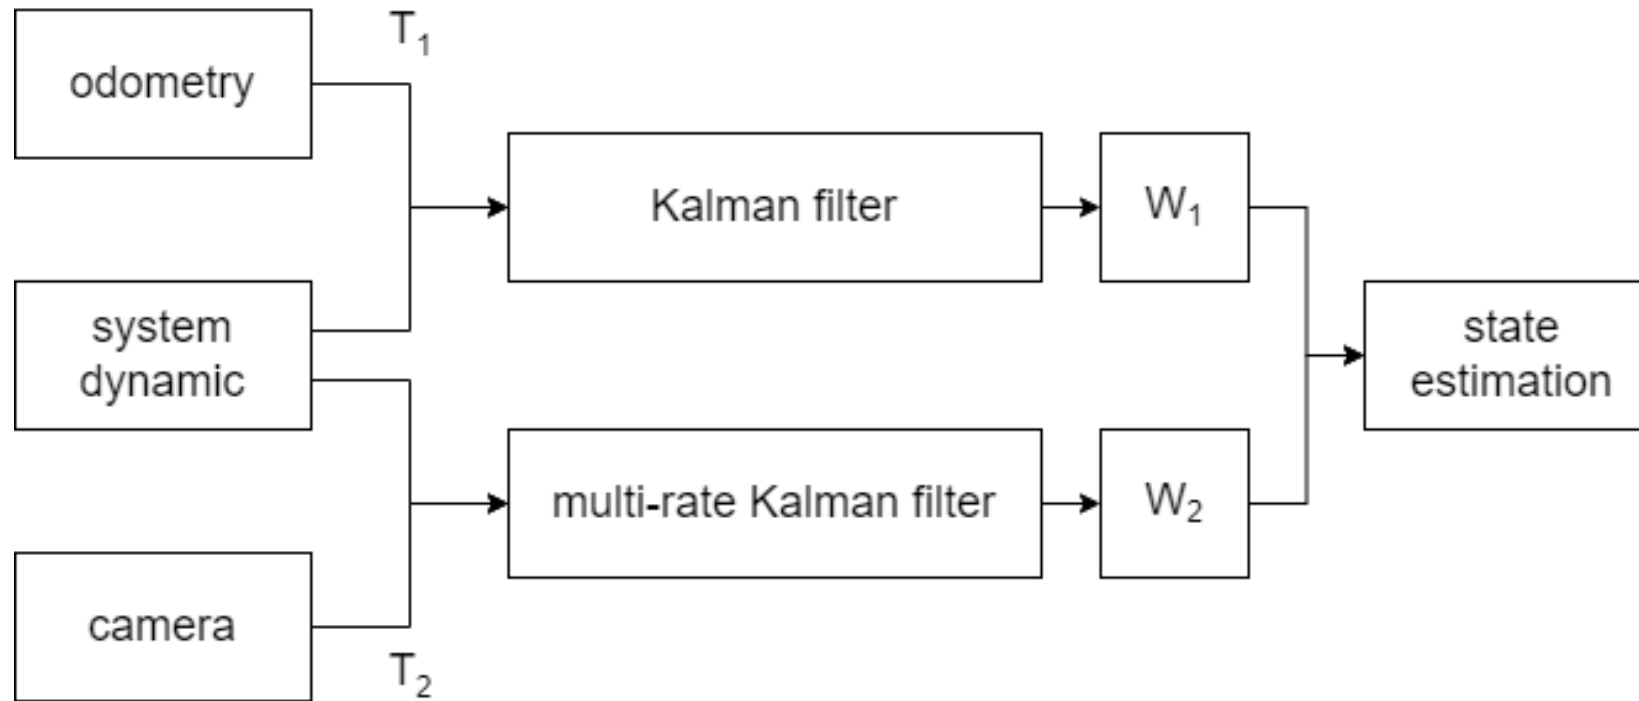 odometry
T₁
Kalman filter
W₁
system
dynamic
state
estimation
multi-rate Kalman filter
W₂
camera
T₂